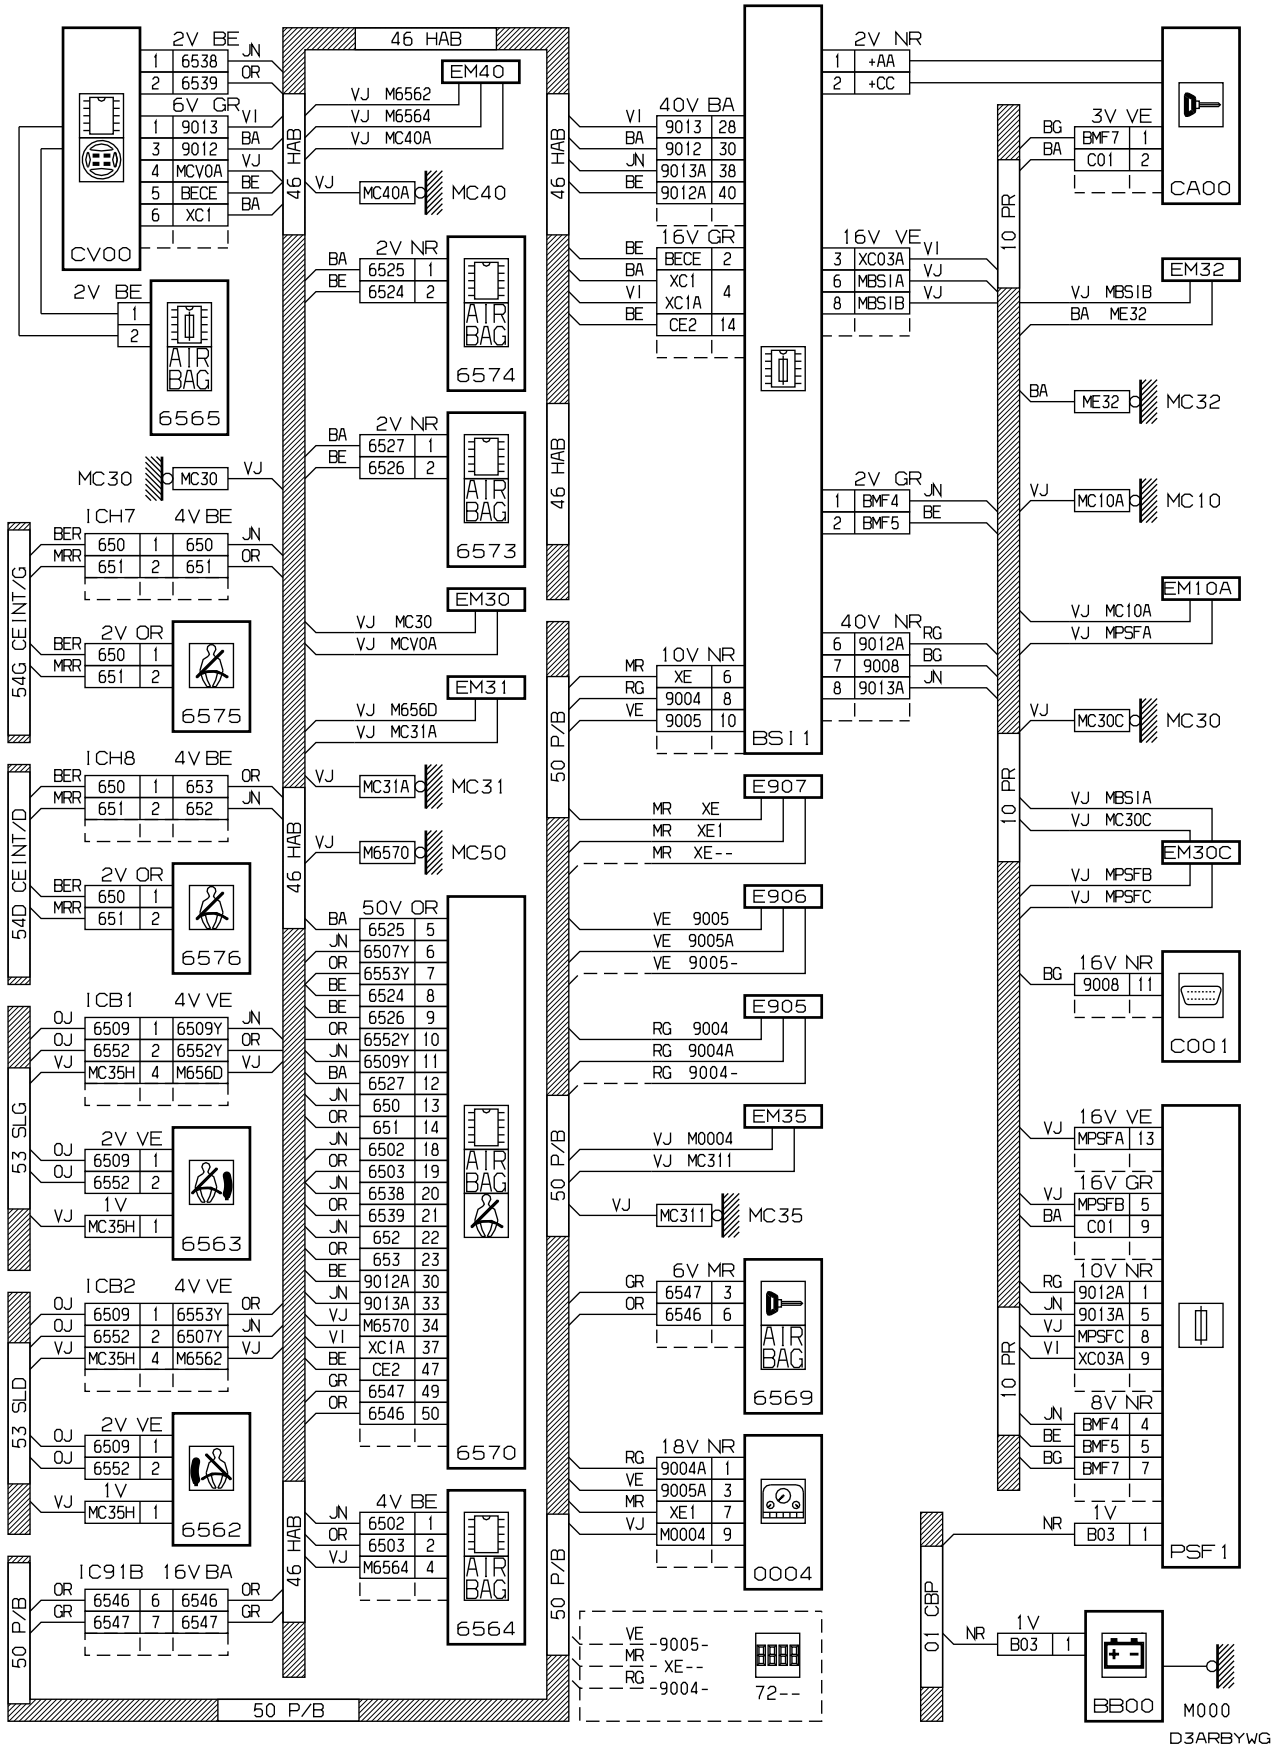 46 HAB
CV00
2V BE
1 6538 JN
2 6539 OR
6V GR
1 9013 VI
3 9012 BA
4 MCV0A VJ
5 BECE BE
6 XC1 BA
2V BE
1
2
AIR
BAG
6565
MC30 MC30 VJ
ICH7 4V BE
BER 650 1 650 JN
MRR 651 2 651 OR
54G CEINT/G
2V OR
BER 650 1
MRR 651 2
6575
ICH8 4V BE
BER 650 1 653 OR
MRR 651 2 652 JN
54D CEINT/D
2V OR
BER 650 1
MRR 651 2
6576
ICB1 4V VE
OJ 6509 1 6509Y JN
OJ 6552 2 6552Y OR
VJ MC35H 4 M656D VJ
53 SLG
2V VE
OJ 6509 1
OJ 6552 2
1V
VJ MC35H 1
6563
ICB2 4V VE
OJ 6509 1 6553Y OR
OJ 6552 2 6507Y JN
VJ MC35H 4 M6562 VJ
53 SLD
2V VE
OJ 6509 1
OJ 6552 2
1V
VJ MC35H 1
6562
IC91B 16V BA
OR 6546 6 6546 OR
GR 6547 7 6547 GR
50 P/B
50 P/B
46 HAB
46 HAB
46 HAB
EM40
VJ M6562
VJ M6564
VJ MC40A
VJ MC40A MC40
2V NR
BA 6525 1
BE 6524 2
AIR
BAG
6574
2V NR
BA 6527 1
BE 6526 2
AIR
BAG
6573
EM30
VJ MC30
VJ MCV0A
EM31
VJ M656D
VJ MC31A
VJ MC31A MC31
VJ M6570 MC50
50V OR
BA 6525 5
JN 6507Y 6
OR 6553Y 7
BE 6524 8
BE 6526 9
OR 6552Y 10
JN 6509Y 11
BA 6527 12
JN 650 13
OR 651 14
JN 6502 18
OR 6503 19
JN 6538 20
OR 6539 21
JN 652 22
OR 653 23
BE 9012A 30
JN 9013A 33
VJ M6570 34
VI XC1A 37
BE CE2 47
GR 6547 49
OR 6546 50
AIR
BAG
6570
4V BE
JN 6502 1
OR 6503 2
VJ M6564 4
AIR
BAG
6564
46 HAB
46 HAB
50 P/B
50 P/B
50 P/B
40V BA
VI 9013 28
BA 9012 30
JN 9013A 38
BE 9012A 40
16V GR
BE BECE 2
BA XC1
4
VI XC1A
BE CE2 14
10V NR
MR XE 6
RG 9004 8
VE 9005 10
BSI1
E907
MR XE
MR XE1
MR XE--
E906
VE 9005
VE 9005A
VE 9005-
E905
RG 9004
RG 9004A
RG 9004-
EM35
VJ M0004
VJ MC311
VJ MC311 MC35
6V MR
GR 6547 3
OR 6546 6
AIR
BAG
6569
18V NR
RG 9004A 1
VE 9005A 3
MR XE1 7
VJ M0004 9
0004
VE -9005-
MR XE--
RG -9004-
72--
2V NR
1 +AA
2 +CC
16V VE
3 XC03A VI
6 MBSIA VJ
8 MBSIB VJ
2V GR
1 BMF4 JN
2 BMF5 BE
40V NR
6 9012A RG
7 9008 BG
8 9013A JN
10 PR
10 PR
10 PR
3V VE
BG BMF7 1
BA C01 2
CA00
EM32
VJ MBSIB
BA ME32
BA ME32 MC32
VJ MC10A MC10
EM10A
VJ MC10A
VJ MPSFA
VJ MC30C MC30
VJ MBSIA
VJ MC30C
EM30C
VJ MPSFB
VJ MPSFC
16V NR
BG 9008 11
C001
16V VE
VJ MPSFA 13
16V GR
VJ MPSFB 5
BA C01 9
10V NR
RG 9012A 1
JN 9013A 5
VJ MPSFC 8
VI XC03A 9
8V NR
JN BMF4 4
BE BMF5 5
BG BMF7 7
1V
NR B03 1
PSF1
01 CBP
1V
NR B03 1
BB00
M000
D3ARBYWG